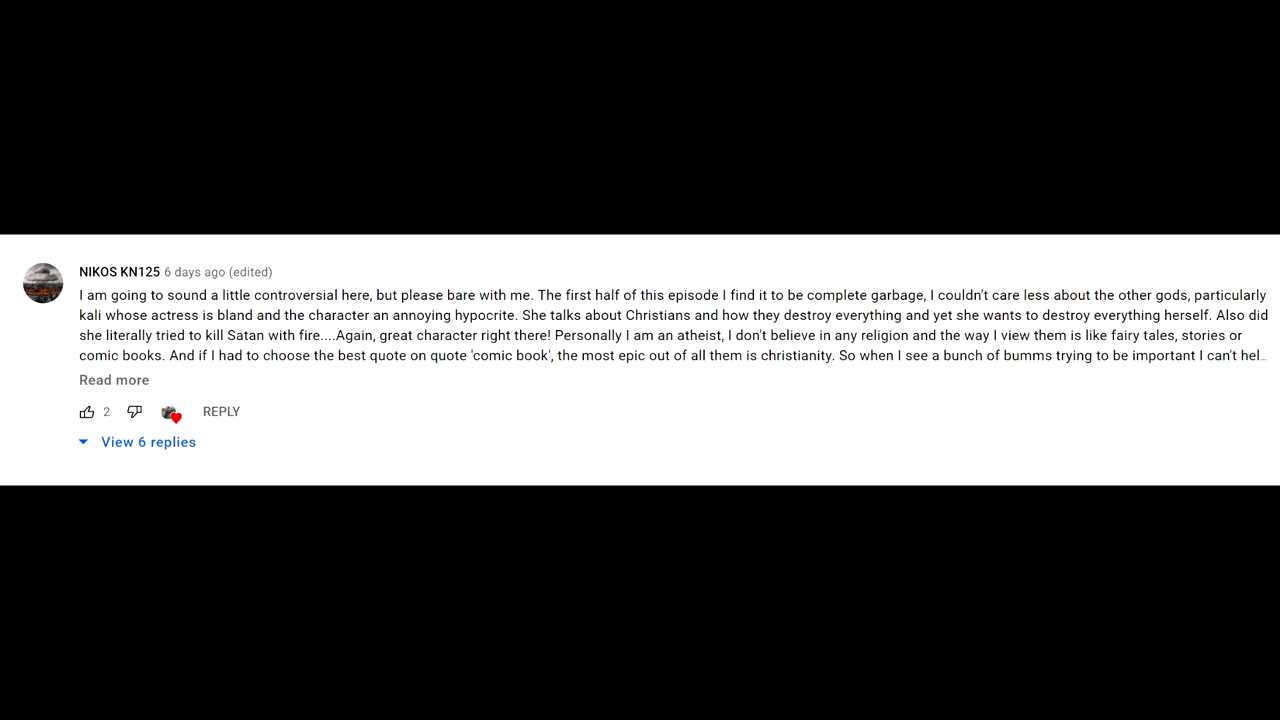 NIKOS KN125 6 days ago (edited)
I am going to sound a little controversial here, but please bare with me. The first half of this episode I find it to be complete garbage, I couldn't care less about the other gods, particularly
kali whose actress is bland and the character an annoying hypocrite. She talks about Christians and how they destroy everything and yet she wants to destroy everything herself. Also did
she literally tried to kill Satan with fire....Again, great character right there! Personally I am an atheist, I don't believe in any religion and the way I view them is like fairy tales, stories or
comic books. And if I had to choose the best quote on quote 'comic book', the most epic out of all them is christianity. So when I see a bunch of bumms trying to be important I can't hel...
Read more
2 REPLY
View 6 replies